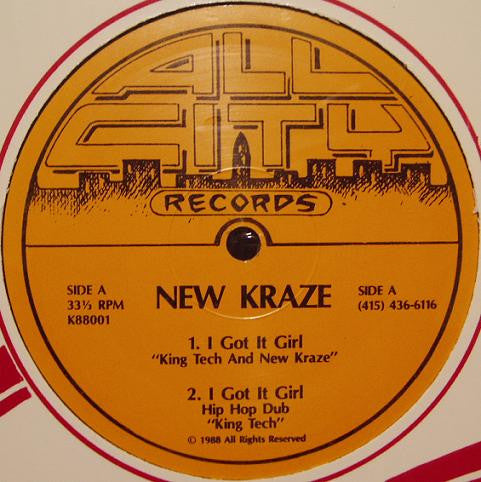 ALL
CITY
RECORDS
SIDE A
33⅓ RPM
K88001
NEW KRAZE
SIDE A
(415) 436-6116
1. I Got It Girl
"King Tech And New Kraze"
2. I Got It Girl
Hip Hop Dub
"King Tech"
© 1988 All Rights Reserved